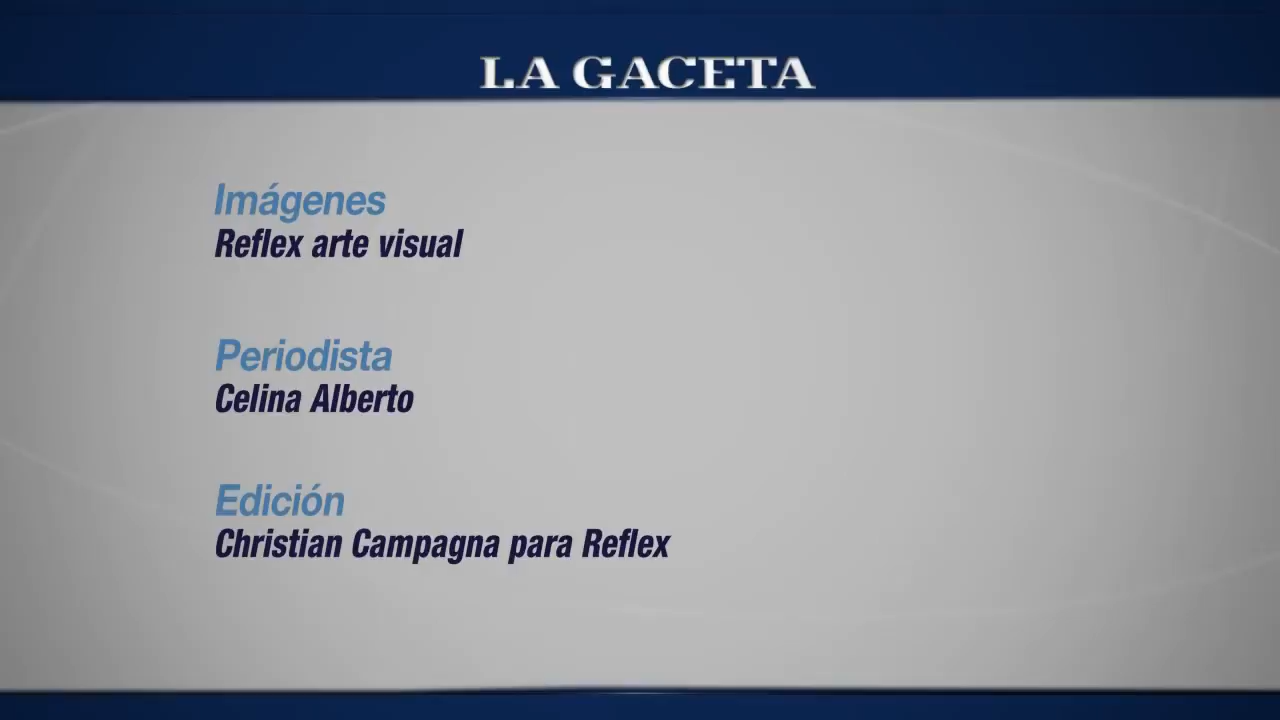 LA GACETA
Imágenes
Reflex arte visual
Periodista
Celina Alberto
Edición
Christian Campagna para Reflex